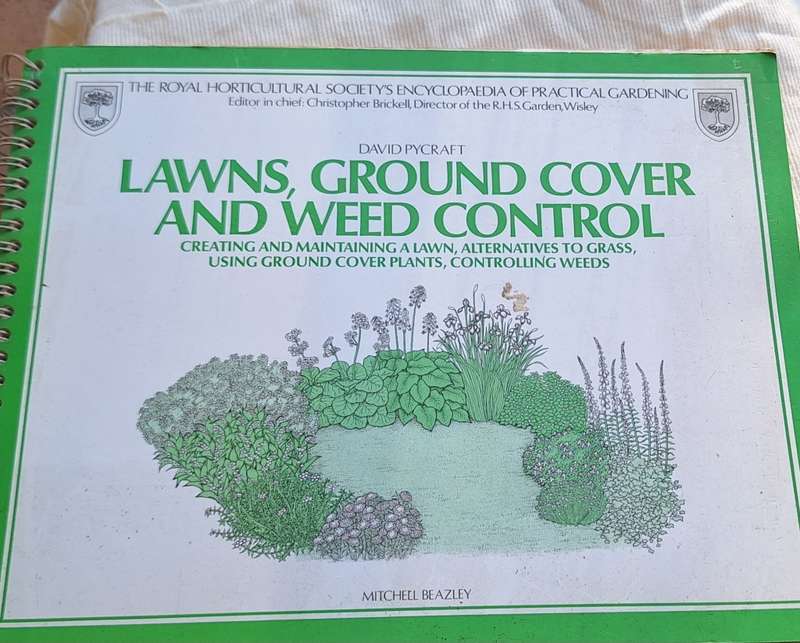 THE ROYAL HORTICULTURAL SOCIETY'S ENCYCLOPAEDIA OF PRACTICAL GARDENING
Editor in chief: Christopher Brickell, Director of the R.H.S. Garden, Wisley
DAVID PYCRAFT
LAWNS, GROUND COVER
AND WEED CONTROL
CREATING AND MAINTAINING A LAWN, ALTERNATIVES TO GRASS,
USING GROUND COVER PLANTS, CONTROLLING WEEDS
MITCHELL BEAZLEY